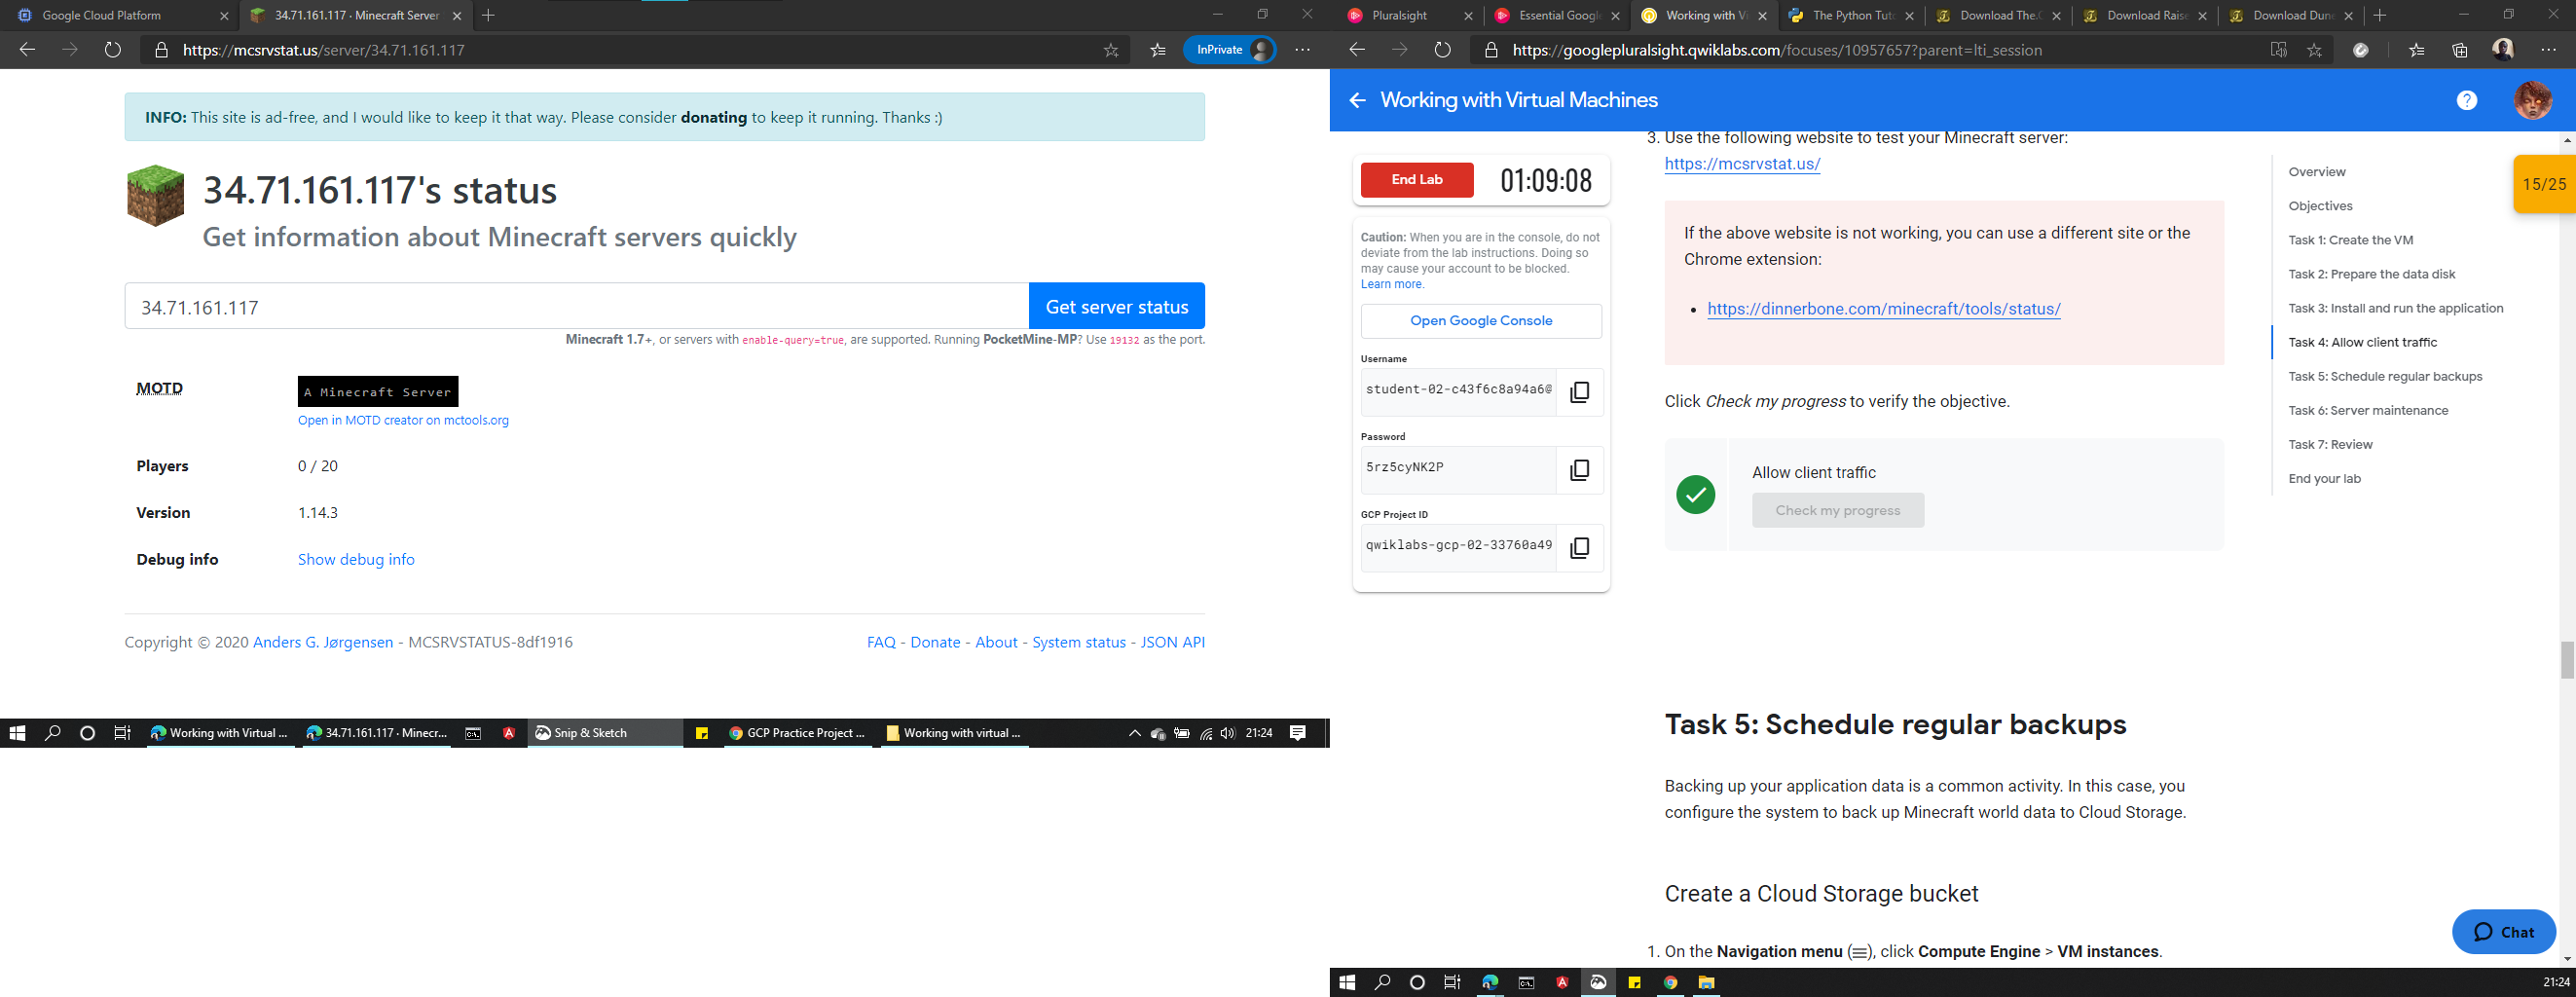 Google Cloud Platform
34.71.161.117 · Minecraft Server
https://mcsrvstat.us/server/34.71.161.117
InPrivate
INFO: This site is ad-free, and I would like to keep it that way. Please consider donating to keep it running. Thanks :)
34.71.161.117's status
Get information about Minecraft servers quickly
34.71.161.117
Get server status
Minecraft 1.7+, or servers with enable-query=true, are supported. Running PocketMine-MP? Use 19132 as the port.
MOTD
A Minecraft Server
Open in MOTD creator on mctools.org
Players
0 / 20
Version
1.14.3
Debug info
Show debug info
Copyright © 2020 Anders G. Jørgensen - MCSRVSTATUS-8df1916
FAQ - Donate - About - System status - JSON API
Working with Virtual ...
34.71.161.117 · Minecr...
Snip & Sketch
GCP Practice Project ...
Working with virtual ...
21:24
Pluralsight
Essential Google
Working with Vi
The Python Tuto
Download The.
Download Raise
Download Dun
https://googlepluralsight.qwiklabs.com/focuses/10957657?parent=lti_session
Working with Virtual Machines
End Lab
01:09:08
Caution: When you are in the console, do not
deviate from the lab instructions. Doing so
may cause your account to be blocked.
Learn more.
Open Google Console
Username
student-02-c43f6c8a94a6@
Password
5rz5cyNK2P
GCP Project ID
qwiklabs-gcp-02-33760a49
3. Use the following website to test your Minecraft server:
https://mcsrvstat.us/
If the above website is not working, you can use a different site or the
Chrome extension:
• https://dinnerbone.com/minecraft/tools/status/
Click Check my progress to verify the objective.
Allow client traffic
Check my progress
Task 5: Schedule regular backups
Backing up your application data is a common activity. In this case, you
configure the system to back up Minecraft world data to Cloud Storage.
Create a Cloud Storage bucket
1. On the Navigation menu (≡), click Compute Engine > VM instances.
Overview
Objectives
Task 1: Create the VM
Task 2: Prepare the data disk
Task 3: Install and run the application
Task 4: Allow client traffic
Task 5: Schedule regular backups
Task 6: Server maintenance
Task 7: Review
End your lab
15/25
Chat
21:24